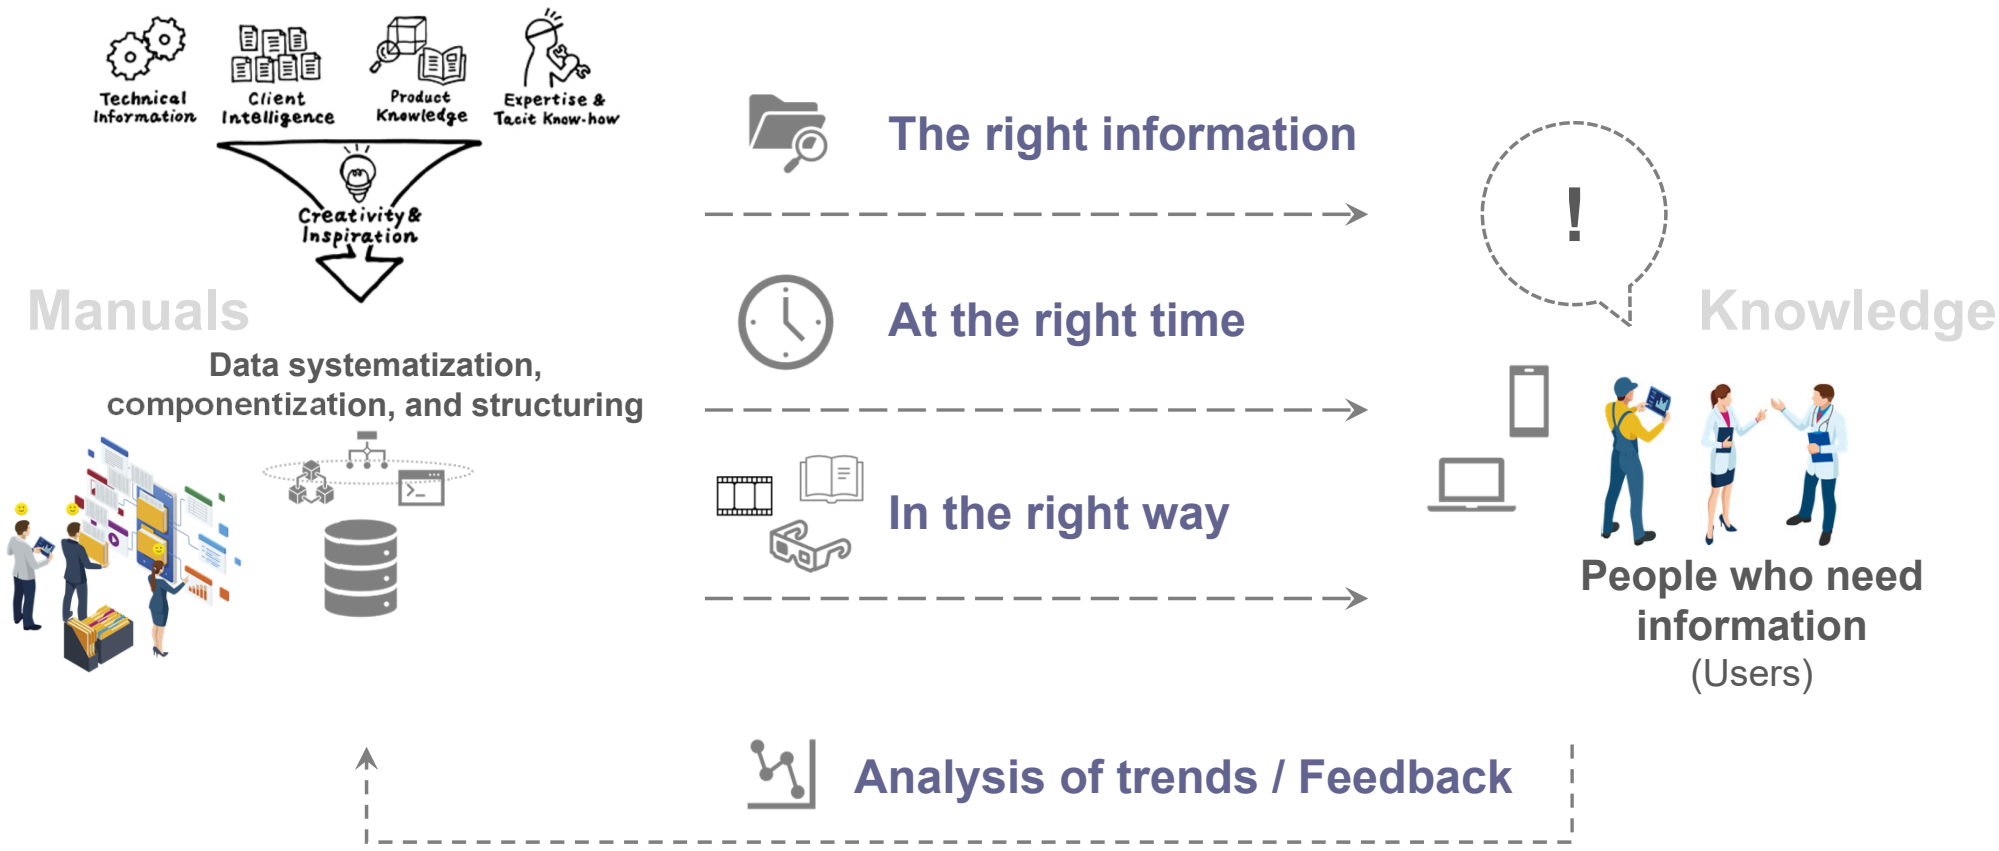 Technical
Information
Client
Intelligence
Product
Knowledge
Expertise &
Tacit Know-how
Creativity &
Inspiration
Manuals
Data systematization,
componentization, and structuring
The right information
At the right time
In the right way
!
Knowledge
People who need
information
(Users)
Analysis of trends / Feedback